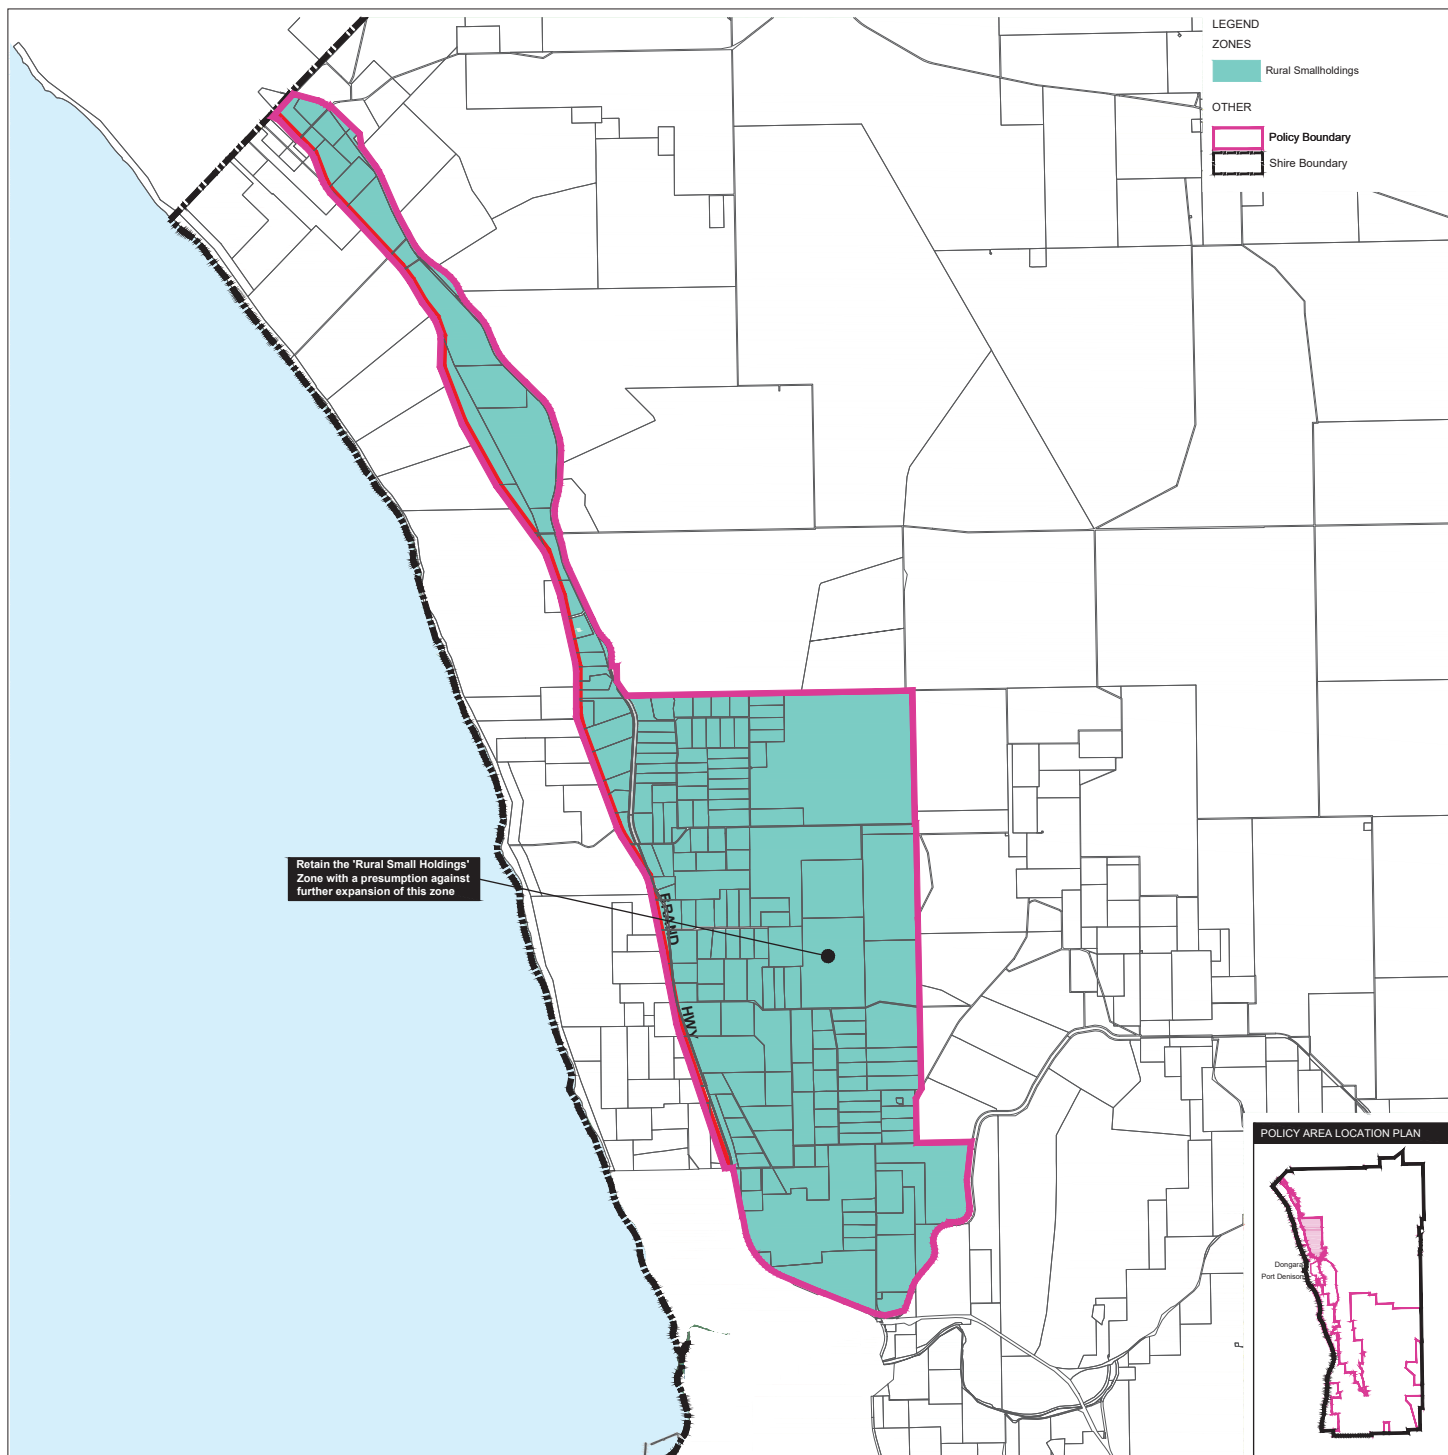 LEGEND
ZONES
Rural Smallholdings
OTHER
Policy Boundary
Shire Boundary
Retain the 'Rural Small Holdings'
Zone with a presumption against
further expansion of this zone
BRAND
HWY
POLICY AREA LOCATION PLAN
Dongara
Port Denison